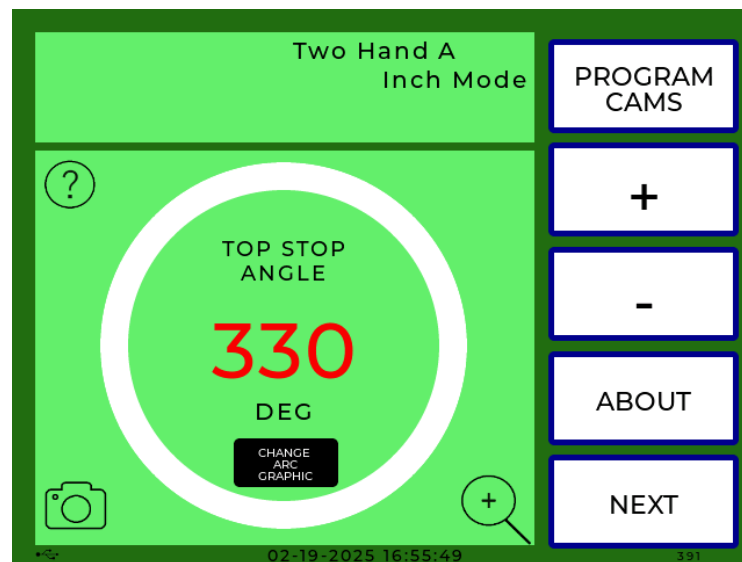 Two Hand A
Inch Mode
?
TOP STOP
ANGLE
330
DEG
CHANGE
ARC
GRAPHIC
+
02-19-2025 16:55:49
391
PROGRAM
CAMS
+
-
ABOUT
NEXT